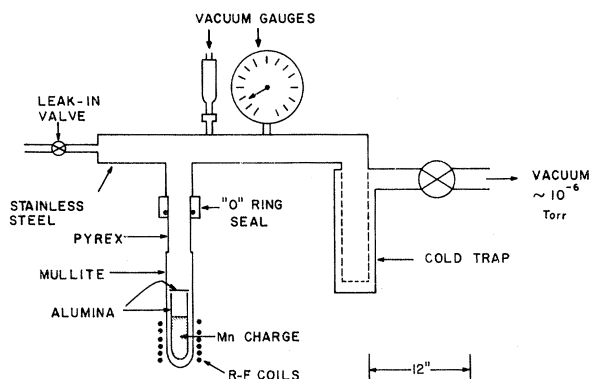 VACUUM GAUGES
LEAK-IN
VALVE
STAINLESS
STEEL
"O" RING
SEAL
PYREX
MULLITE
ALUMINA
Mn CHARGE
R-F COILS
COLD TRAP
VACUUM
~ 10⁻⁶
Torr
12"